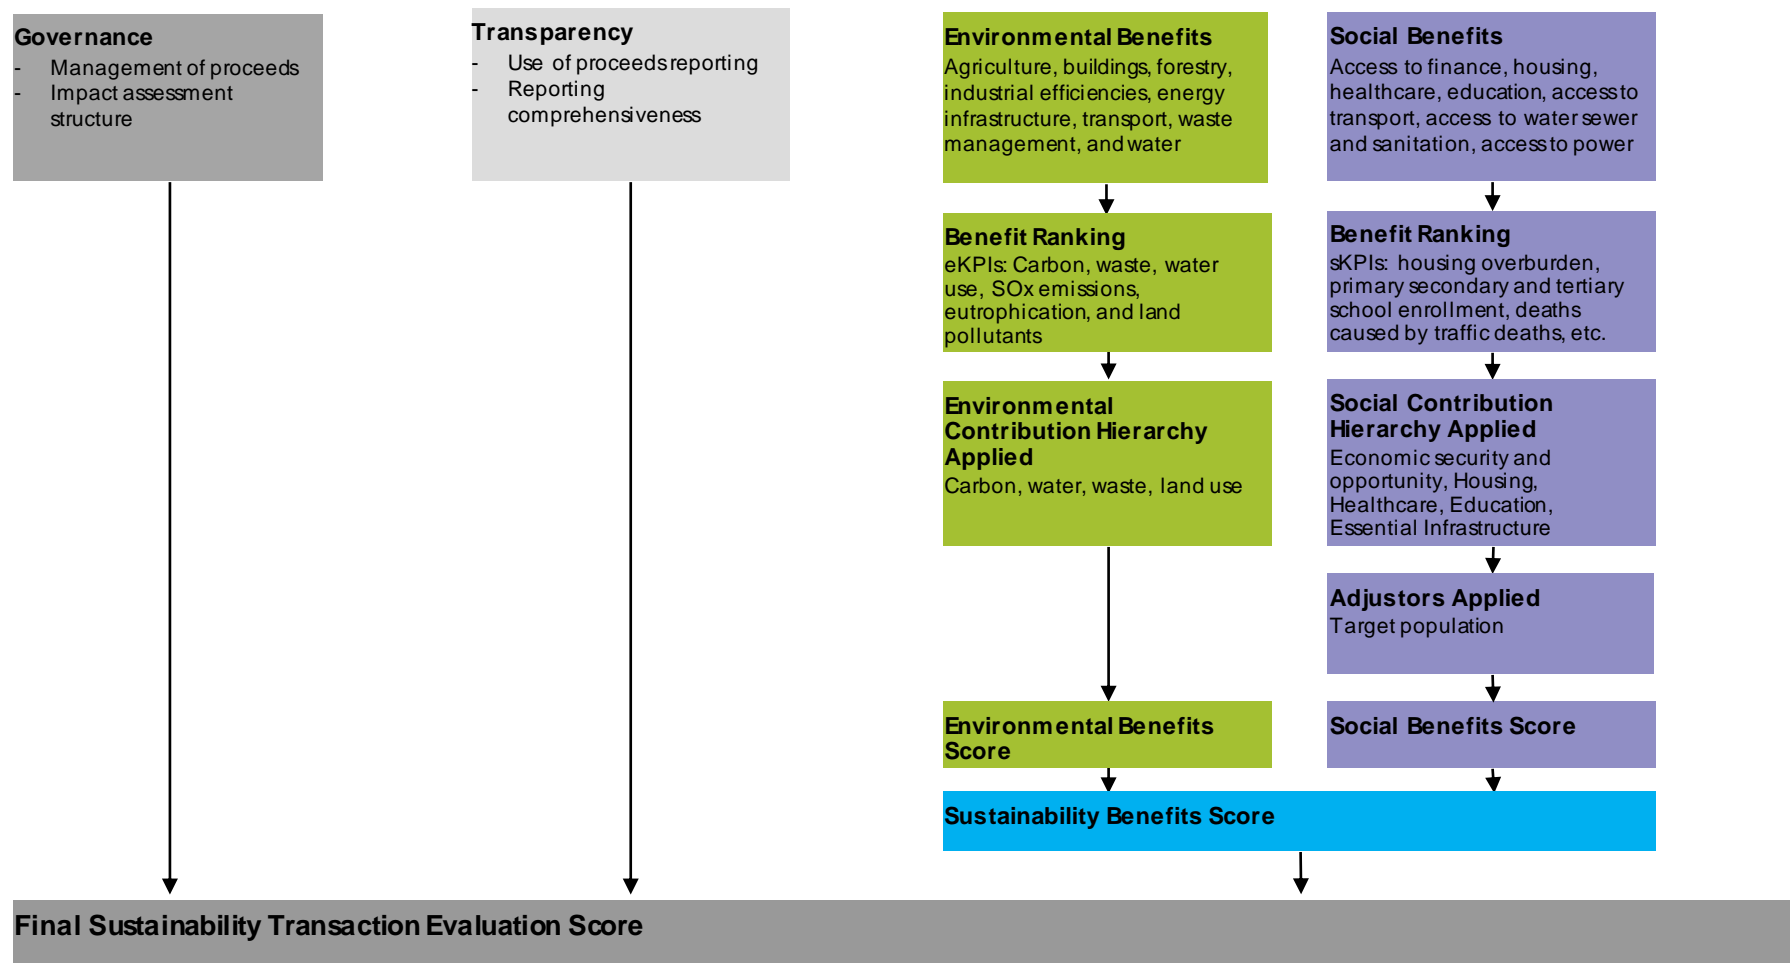 Governance
- Management of proceeds
- Impact assessment
structure
Transparency
- Use of proceeds reporting
- Reporting
comprehensiveness
Environmental Benefits
Agriculture, buildings, forestry,
industrial efficiencies, energy
infrastructure, transport, waste
management, and water
Social Benefits
Access to finance, housing,
healthcare, education, access to
transport, access to water sewer
and sanitation, access to power
Benefit Ranking
eKPIs: Carbon, waste, water
use, SOx emissions,
eutrophication, and land
pollutants
Benefit Ranking
sKPIs: housing overburden,
primary secondary and tertiary
school enrollment, deaths
caused by traffic deaths, etc.
Environmental
Contribution Hierarchy
Applied
Carbon, water, waste, land use
Social Contribution
Hierarchy Applied
Economic security and
opportunity, Housing,
Healthcare, Education,
Essential Infrastructure
Adjustors Applied
Target population
Environmental Benefits
Score
Social Benefits Score
Sustainability Benefits Score
Final Sustainability Transaction Evaluation Score